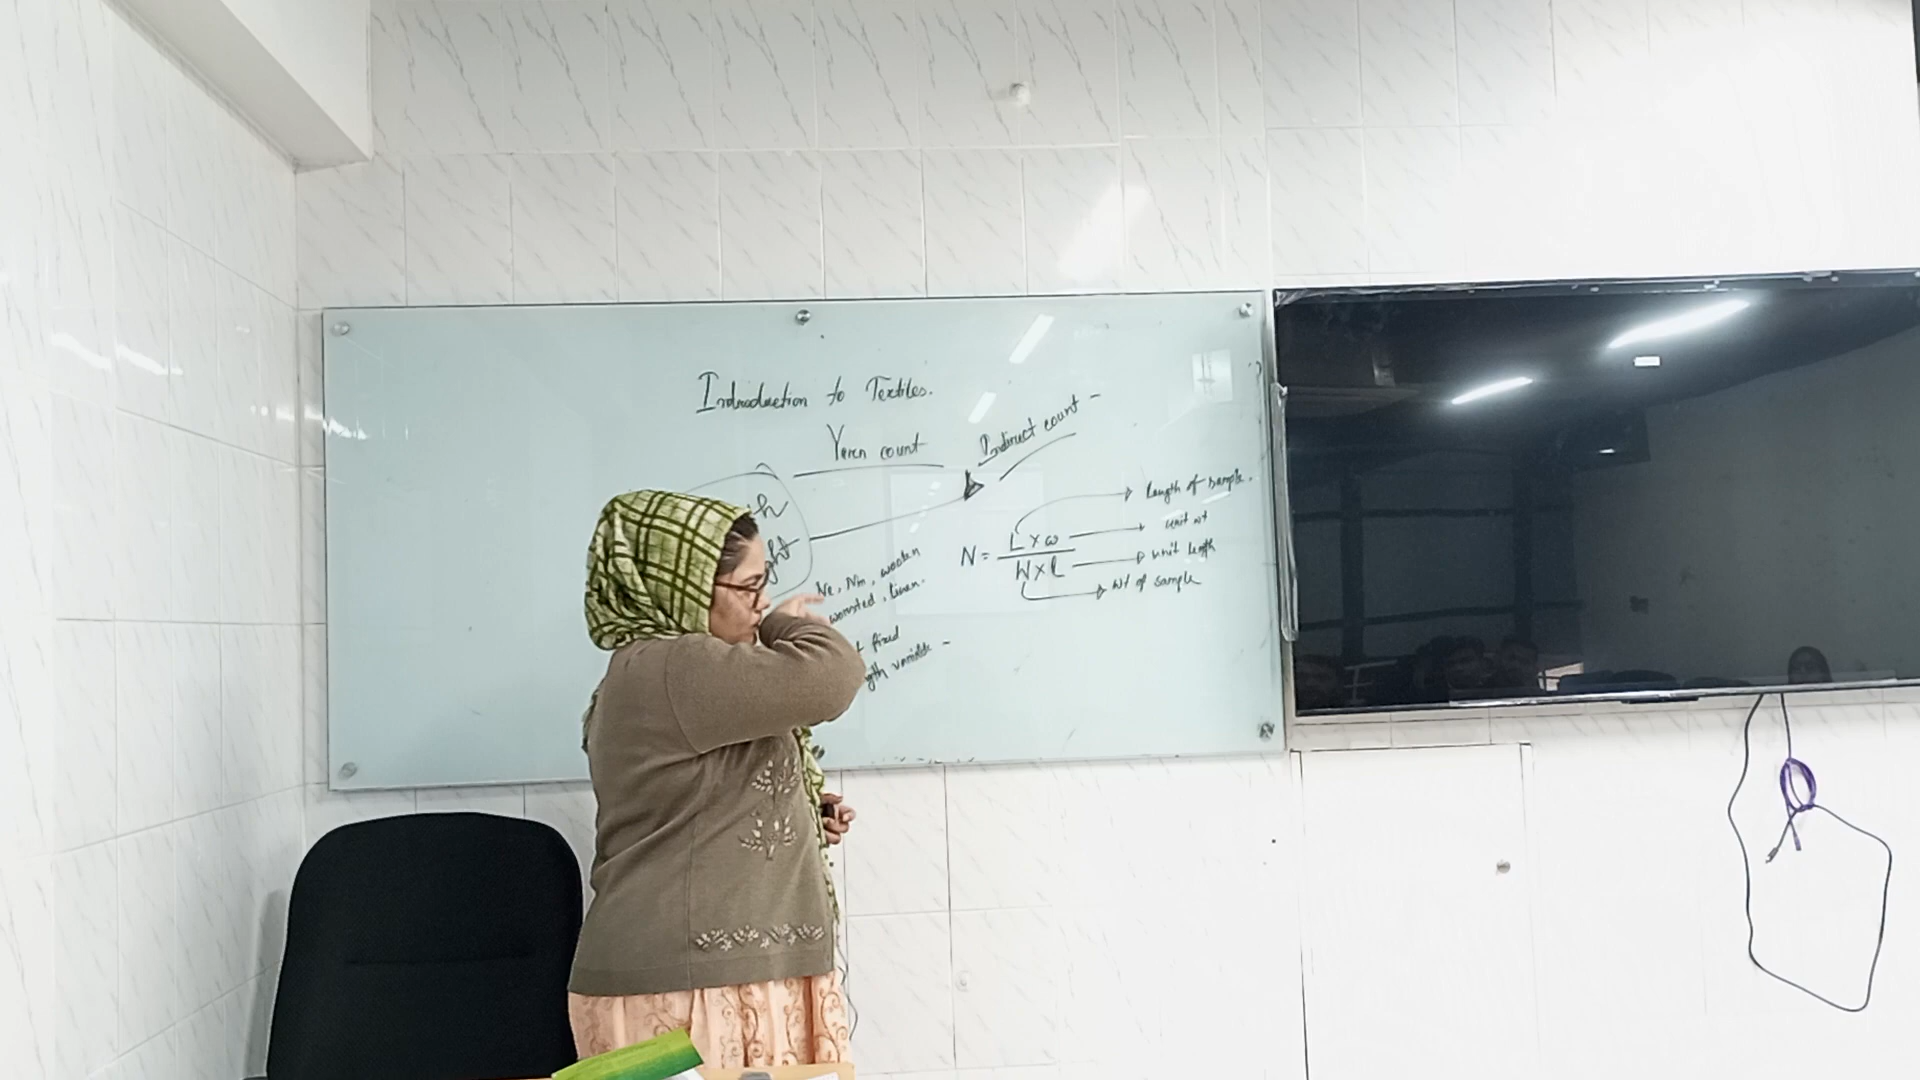 Introduction to Textiles.
Yarn count
Indirect count -
Length of sample.
unit wt
N = L x w
W x l
unit length
wt of sample
Ne, Nm, woolen
worsted, linen.
fixed
variable -